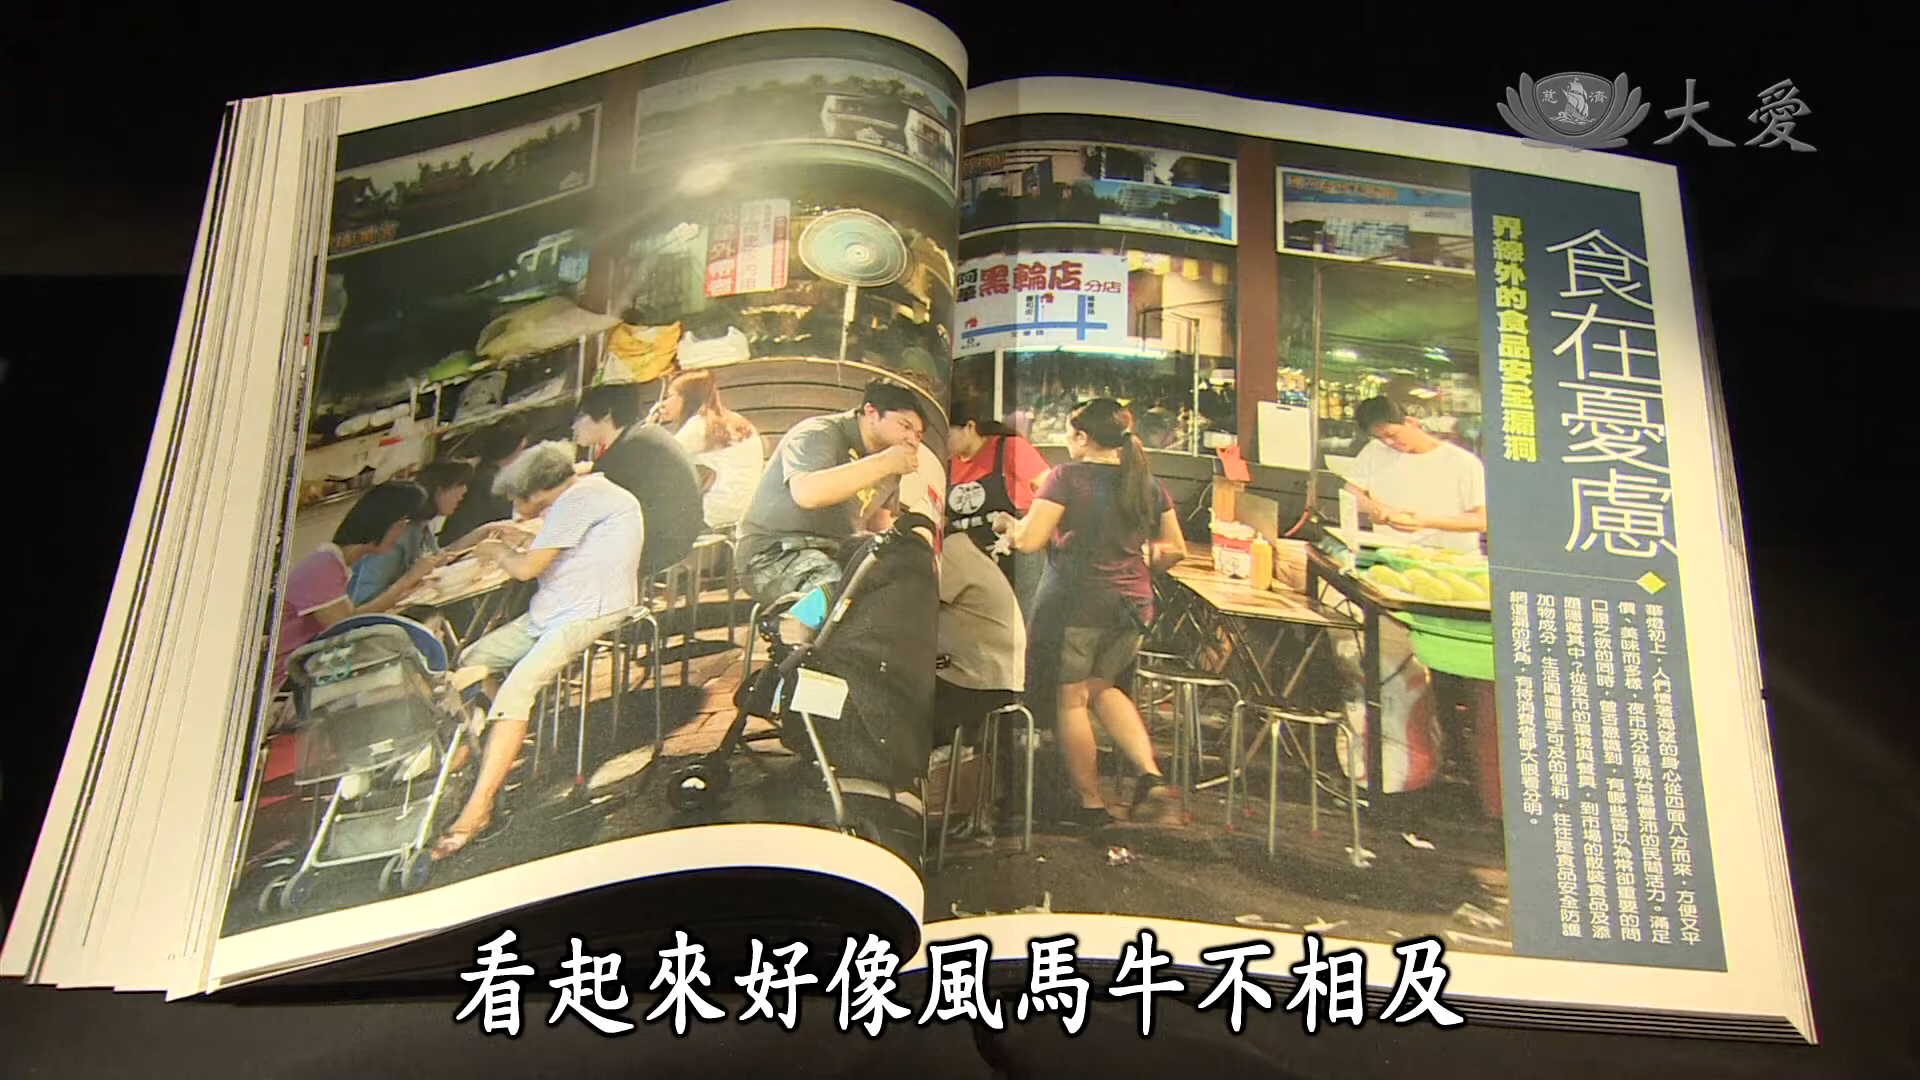 慈濟
大愛
阿華黑輪店分店
食在憂慮
界線外的食品安全漏洞
華燈初上，人們懷著渴望的身心從四面八方而來，方便又平
價、美味而多樣，夜市充分展現台灣豐沛的民間活力。滿足
口腹之欲的同時，曾否意識到，有哪些習以為常卻重要的問
題隱藏其中？從夜市的環境與餐具，到市場的散裝食品及添
加物成分，生活周遭唾手可及的便利，往往是食品安全防護
網遺漏的死角，有待消費者睜大眼看分明。
看起來好像風馬牛不相及